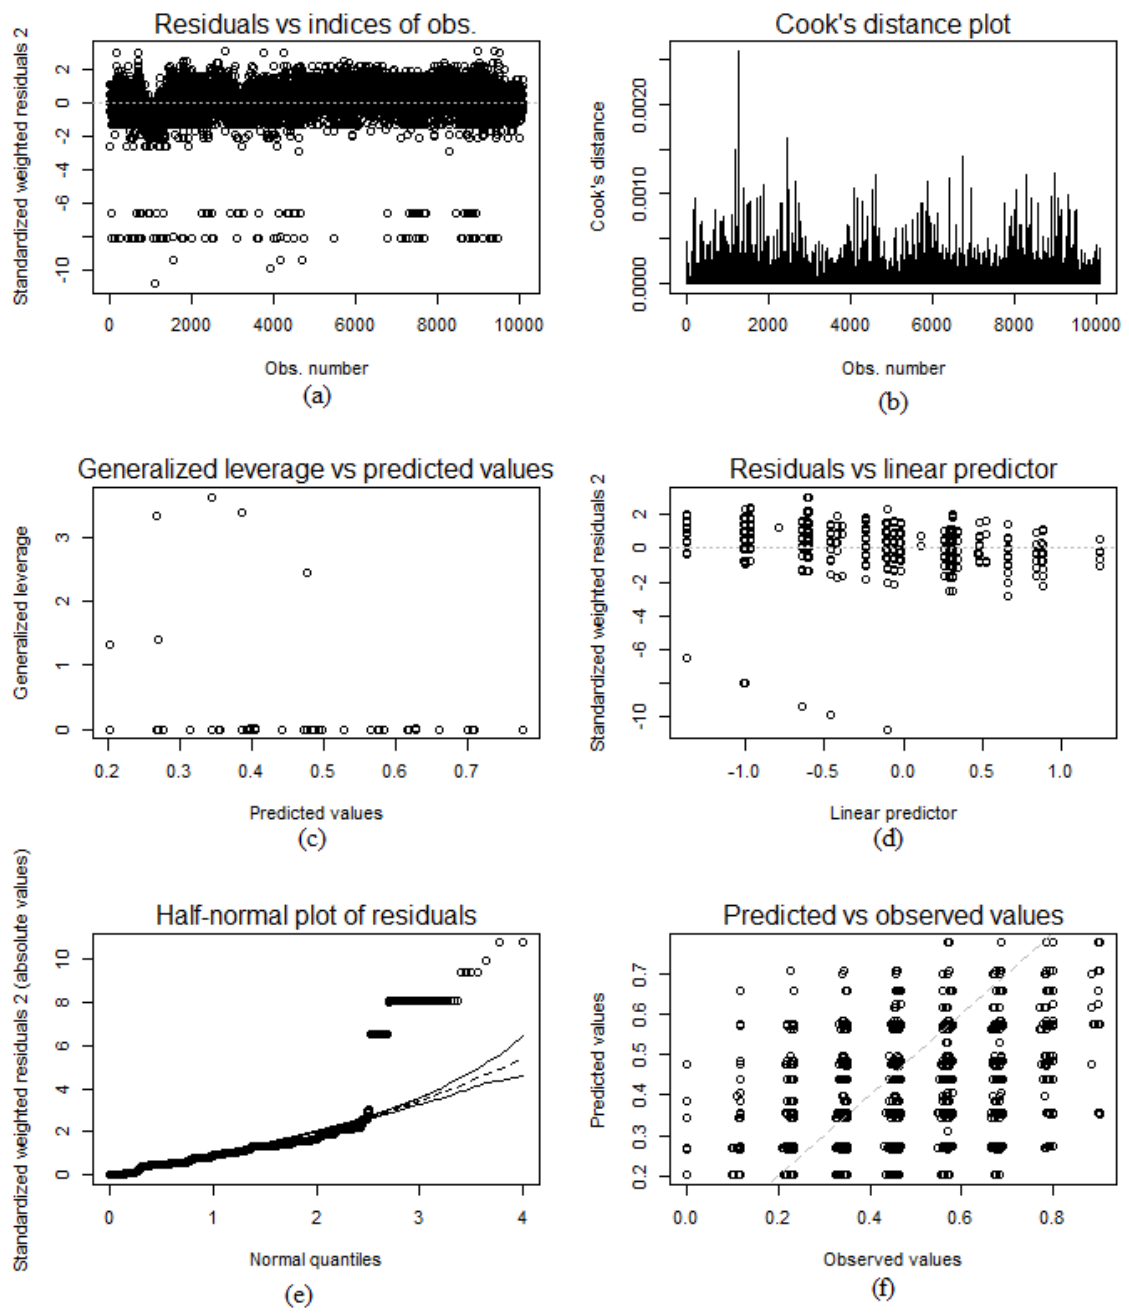 Residuals vs indices of obs.
Standardized weighted residuals 2
2
0
-2
-4
-6
-10
0 2000 4000 6000 8000 10000
Obs. number
(a)
Cook's distance plot
Cook's distance
0.0020
0.0010
0.0000
0 2000 4000 6000 8000 10000
Obs. number
(b)
Generalized leverage vs predicted values
Generalized leverage
3
2
1
0
0.2 0.3 0.4 0.5 0.6 0.7
Predicted values
(c)
Residuals vs linear predictor
Standardized weighted residuals 2
2
0
-2
-4
-6
-10
-1.0 -0.5 0.0 0.5 1.0
Linear predictor
(d)
Half-normal plot of residuals
Standardized weighted residuals 2 (absolute values)
10
8
6
4
2
0
0 1 2 3 4
Normal quantiles
(e)
Predicted vs observed values
Predicted values
0.7
0.6
0.5
0.4
0.3
0.2
0.0 0.2 0.4 0.6 0.8
Observed values
(f)